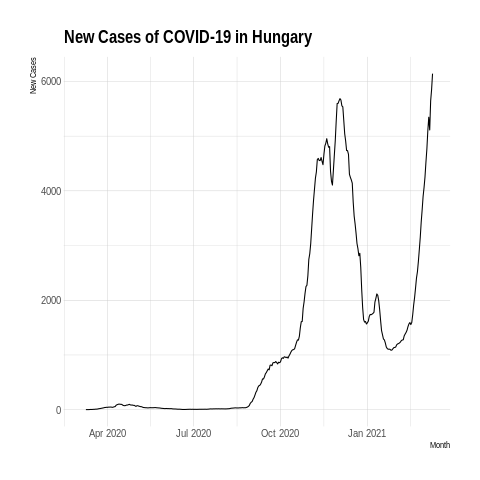 New Cases of COVID-19 in Hungary
New Cases
6000
4000
2000
0
Apr 2020 Jul 2020 Oct 2020 Jan 2021
Month